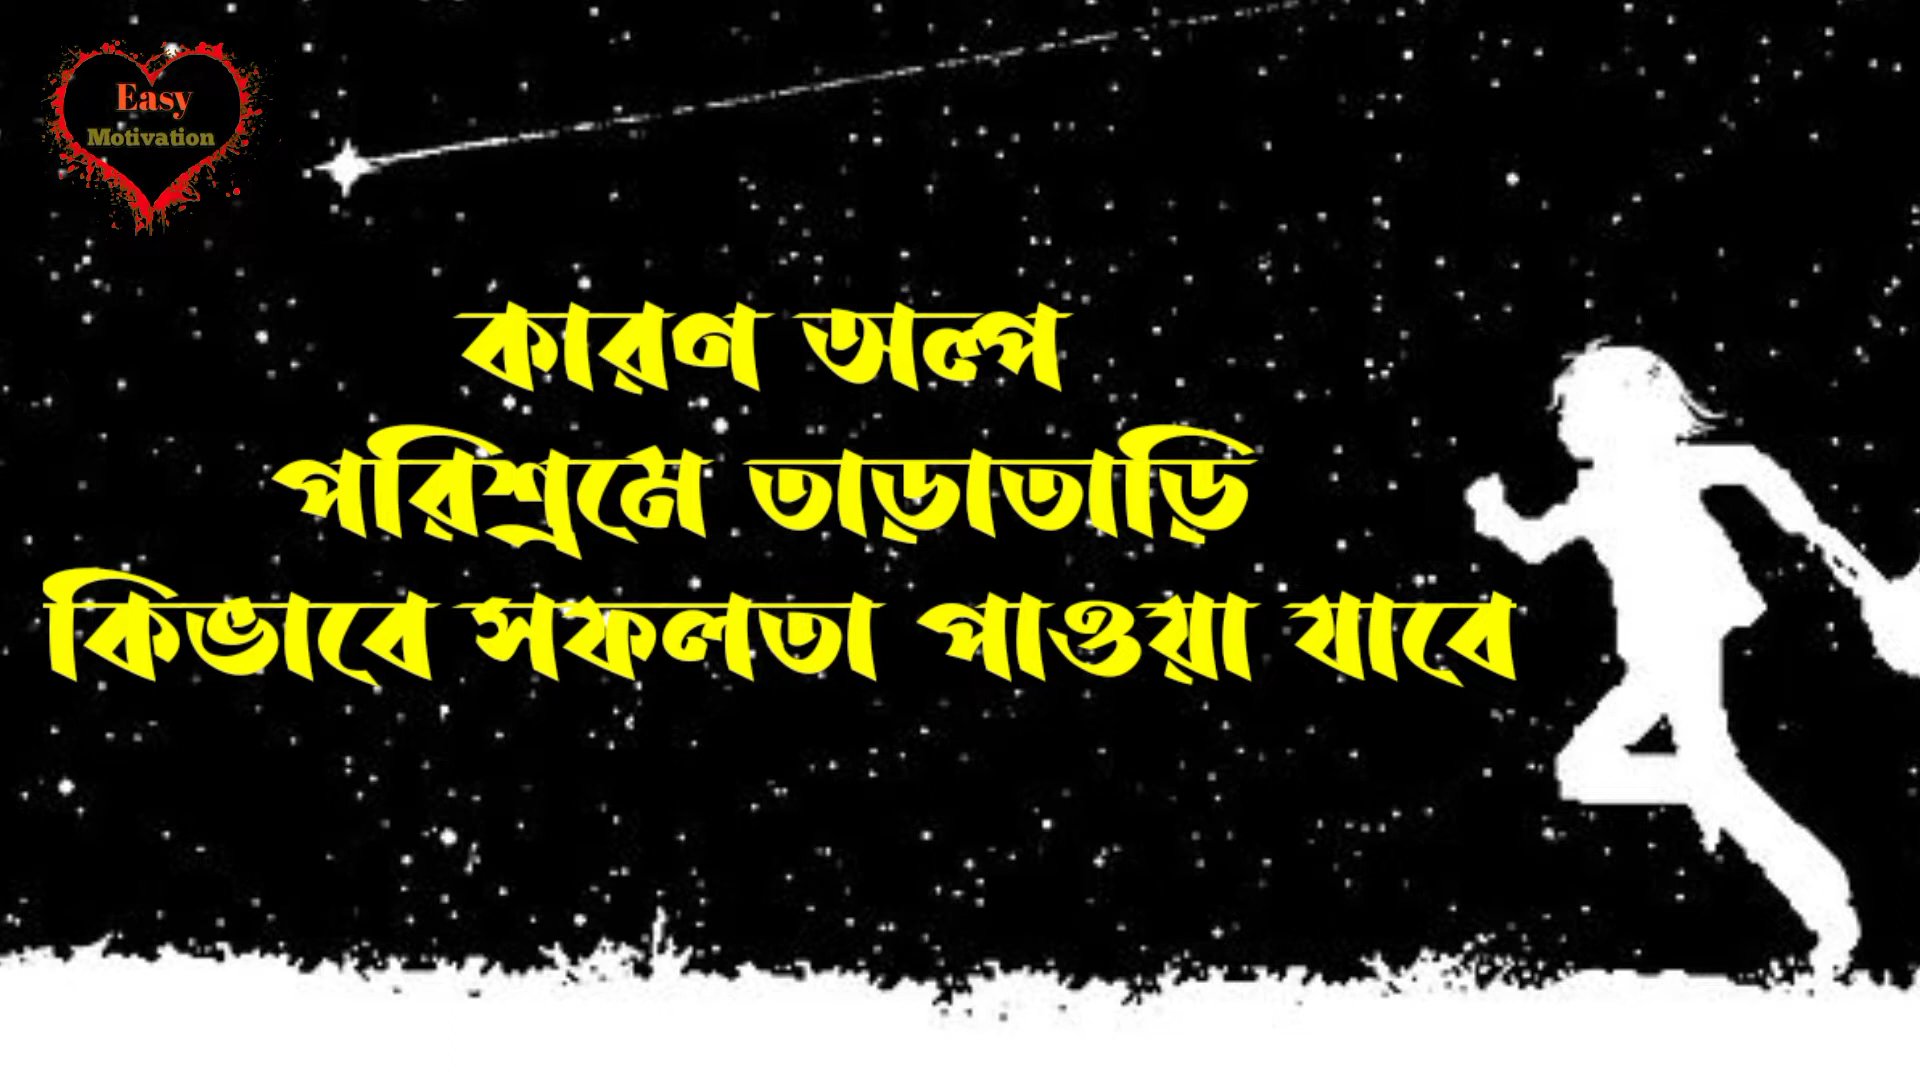 Easy
Motivation
কারণ অল্প
পরিশ্রমে তাড়াতাড়ি
কিভাবে সফলতা পাওয়া যাবে